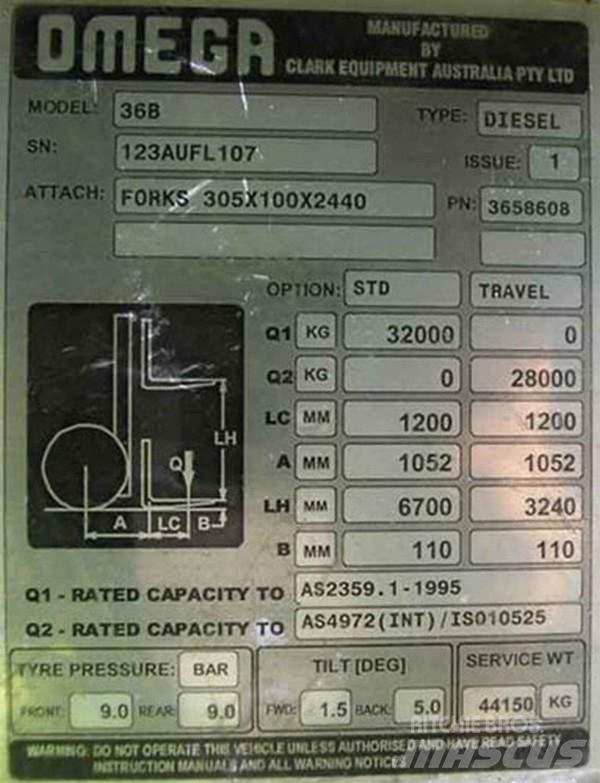 OMEGA
MANUFACTURED
BY
CLARK EQUIPMENT AUSTRALIA PTY LTD
MODEL: 36B TYPE: DIESEL
SN: 123AUFL107 ISSUE: 1
ATTACH: FORKS 305X100X2440 PN: 3658608
OPTION: STD TRAVEL
Q1 KG 32000 0
Q2 KG 0 28000
LC MM 1200 1200
A MM 1052 1052
LH MM 6700 3240
B MM 110 110
LH
Q
A LC B
Q1 - RATED CAPACITY TO AS2359.1-1995
Q2 - RATED CAPACITY TO AS4972(INT)/ISO10525
TYRE PRESSURE: BAR TILT [DEG] SERVICE WT
FRONT: 9.0 REAR: 9.0 FWD: 1.5 BACK: 5.0 44150 KG
RITCHIE BROS.
MASCUS
WARNING: DO NOT OPERATE THIS VEHICLE UNLESS AUTHORISED AND HAVE READ SAFETY
INSTRUCTION MANUALS AND ALL WARNING NOTICES